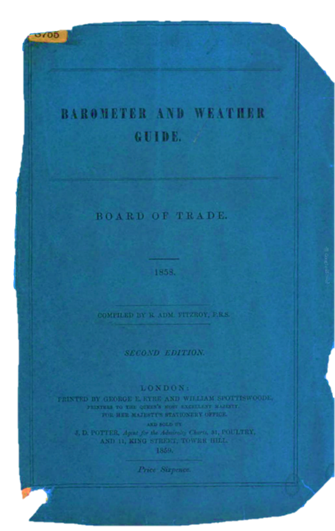 3755
BAROMETER AND WEATHER
GUIDE.
BOARD OF TRADE.
1858.
COMPILED BY R. ADM. FITZROY, F.R.S.
SECOND EDITION.
LONDON:
PRINTED BY GEORGE E. EYRE AND WILLIAM SPOTTISWOODE,
PRINTERS TO THE QUEEN'S MOST EXCELLENT MAJESTY.
FOR HER MAJESTY'S STATIONERY OFFICE.
AND SOLD BY
J. D. POTTER, Agent for the Admiralty Charts, 31, POULTRY,
AND 11, KING STREET, TOWER HILL.
1859.
Price Sixpence.